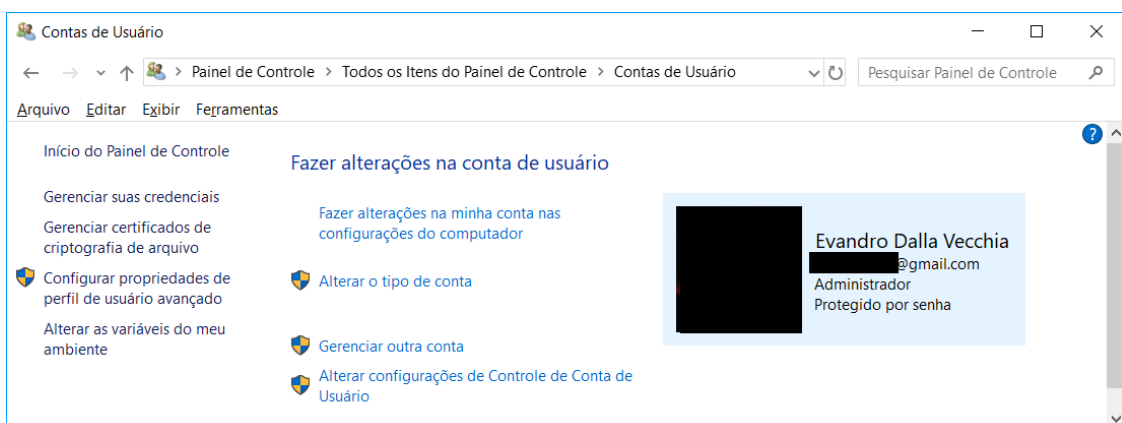 Contas de Usuário
Painel de Controle > Todos os Itens do Painel de Controle > Contas de Usuário
Pesquisar Painel de Controle
Arquivo Editar Exibir Ferramentas
Início do Painel de Controle
Gerenciar suas credenciais
Gerenciar certificados de
criptografia de arquivo
Configurar propriedades de
perfil de usuário avançado
Alterar as variáveis do meu
ambiente
Fazer alterações na conta de usuário
Fazer alterações na minha conta nas
configurações do computador
Alterar o tipo de conta
Gerenciar outra conta
Alterar configurações de Controle de Conta de
Usuário
Evandro Dalla Vecchia
@gmail.com
Administrador
Protegido por senha
?